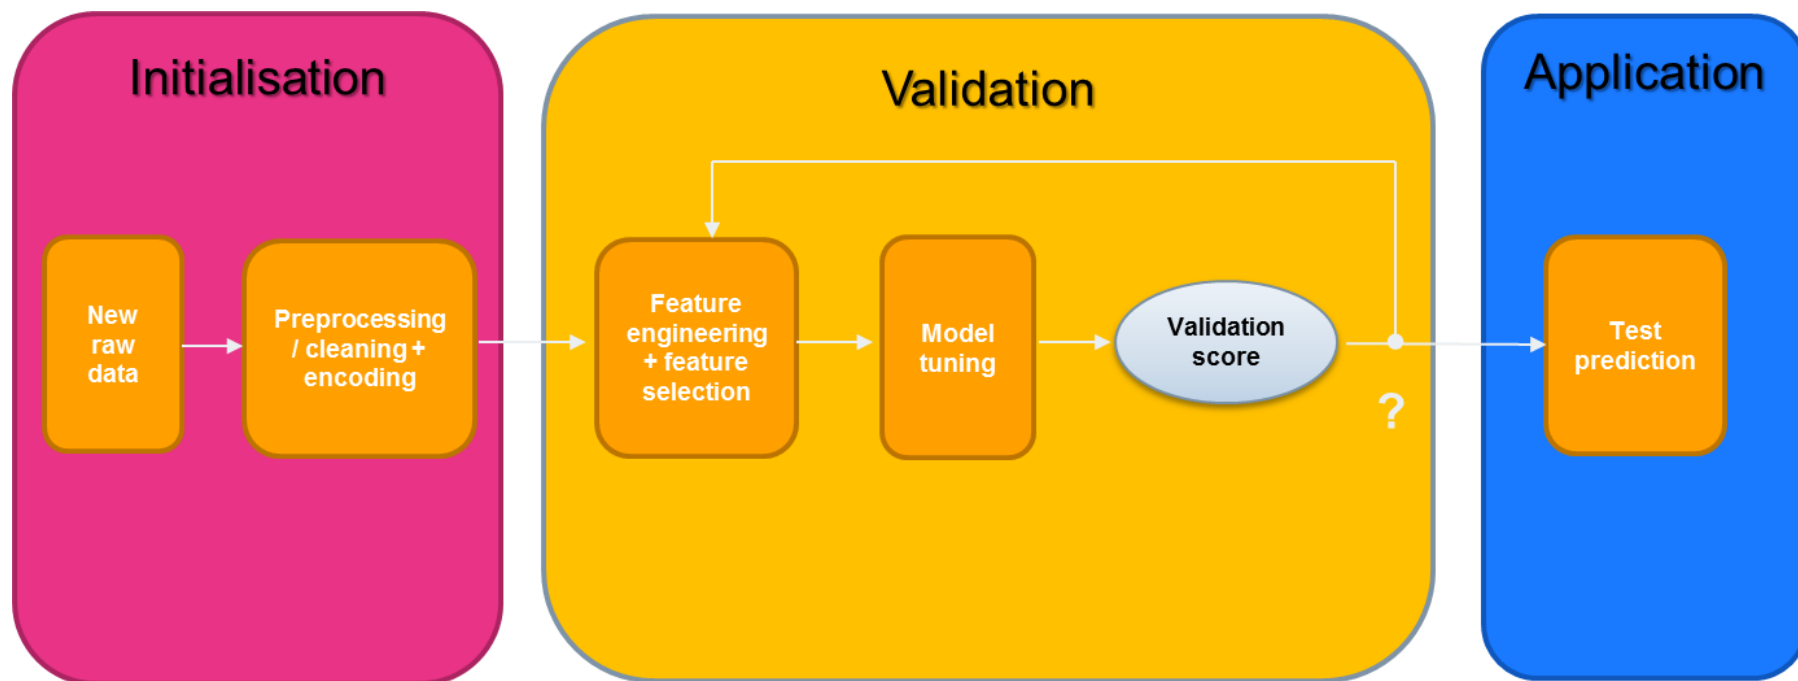 Initialisation
Validation
Application
New
raw
data
Preprocessing
/ cleaning +
encoding
Feature
engineering
+ feature
selection
Model
tuning
Validation
score
?
Test
prediction